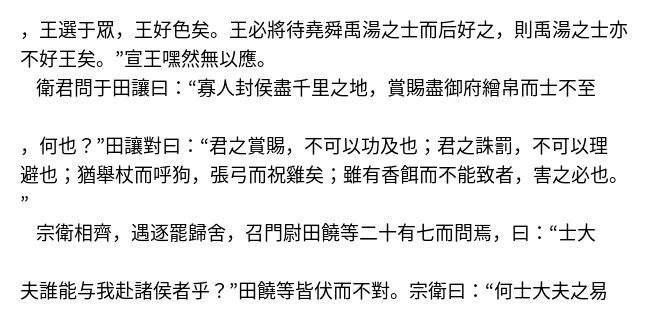 ，王選于眾，王好色矣。王必將待堯舜禹湯之士而后好之，則禹湯之士亦
不好王矣。”宣王嘿然無以應。
衛君問于田讓曰：“寡人封侯盡千里之地，賞賜盡御府繒帛而士不至
，何也？”田讓對曰：“君之賞賜，不可以功及也；君之誅罰，不可以理
避也；猶舉杖而呼狗，張弓而祝雞矣；雖有香餌而不能致者，害之必也。
”
宗衛相齊，遇逐罷歸舍，召門尉田饒等二十有七而問焉，曰：“士大
夫誰能与我赴諸侯者乎？”田饒等皆伏而不對。宗衛曰：“何士大夫之易